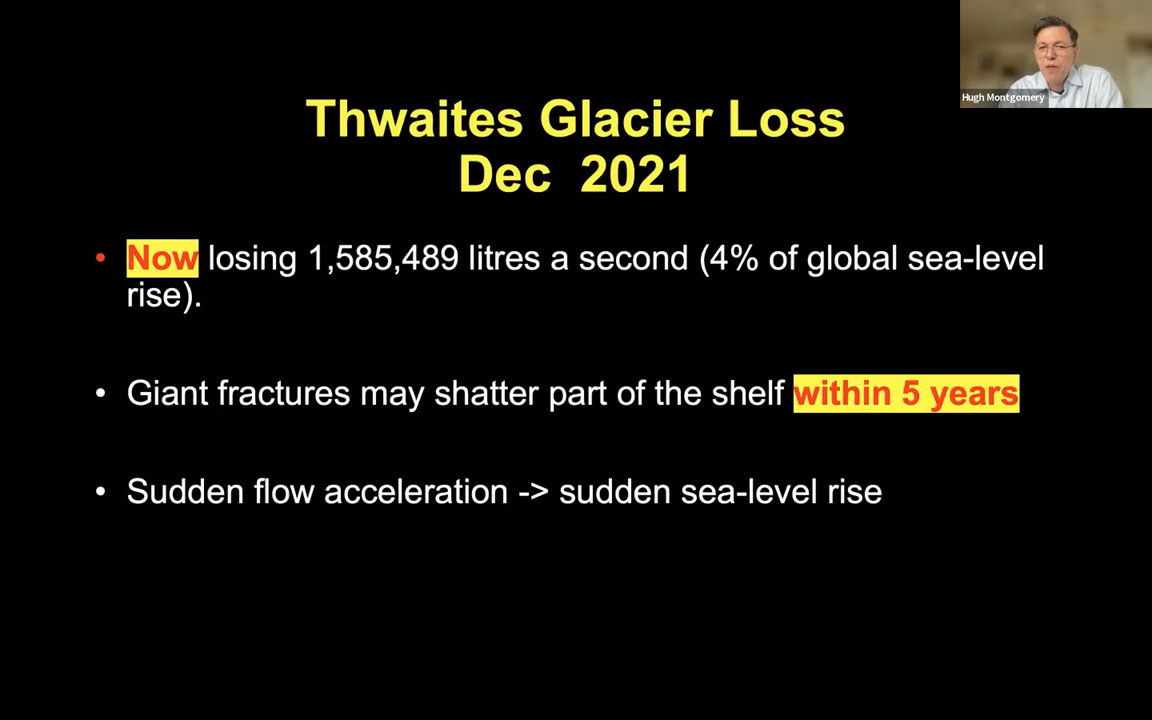 Hugh Montgomery
Thwaites Glacier Loss
Dec 2021
• Now losing 1,585,489 litres a second (4% of global sea-level
rise).
• Giant fractures may shatter part of the shelf within 5 years
• Sudden flow acceleration -> sudden sea-level rise